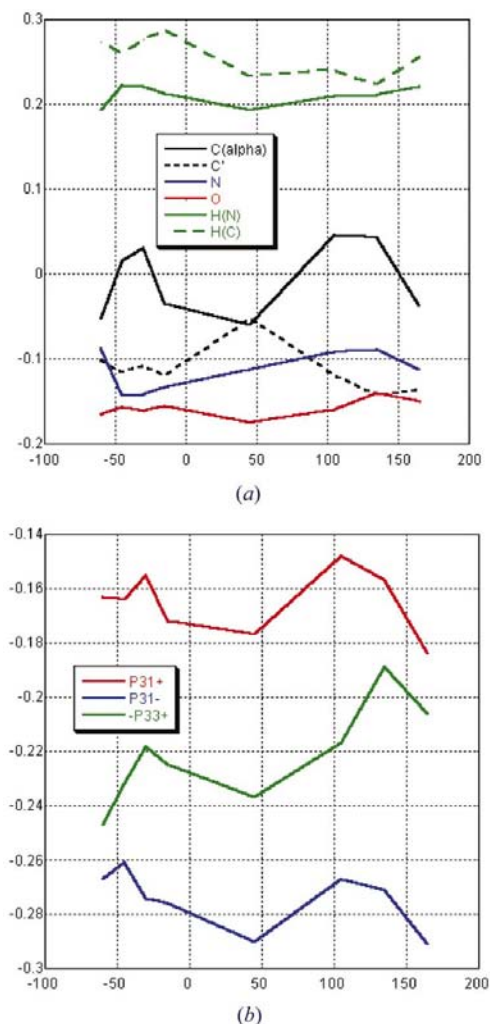 0.3
0.2
C(alpha)
C'
N
O
H(N)
H(C)
0.1
0
-0.1
-0.2
-100 -50 0 50 100 150 200
(a)
-0.14
-0.16
-0.18
P31+
P31-
-P33+
-0.2
-0.22
-0.24
-0.26
-0.28
-0.3
-100 -50 0 50 100 150 200
(b)